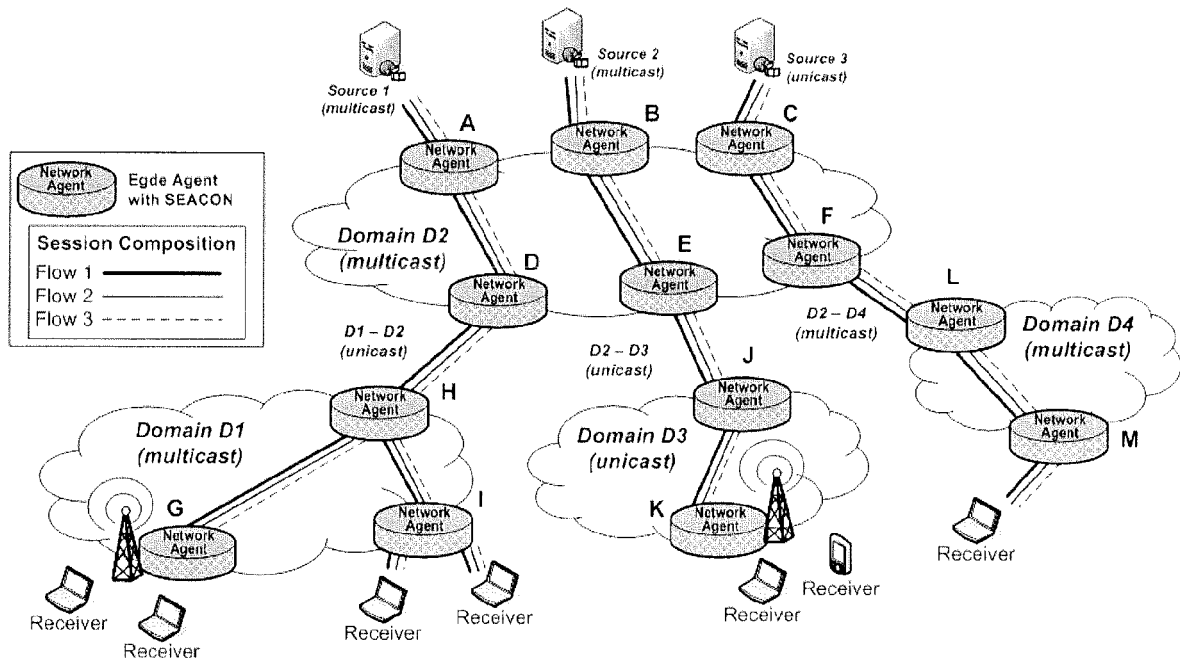 Source 1
(multicast)
Source 2
(multicast)
Source 3
(unicast)
A
Network
Agent
B
Network
Agent
C
Network
Agent
Network
Agent
Egde Agent
with SEACON
Session Composition
Flow 1
Flow 2
Flow 3
Domain D2
(multicast)
D
Network
Agent
E
Network
Agent
F
Network
Agent
L
Network
Agent
D1 – D2
(unicast)
D2 – D3
(unicast)
D2 – D4
(multicast)
Domain D4
(multicast)
H
Network
Agent
J
Network
Agent
M
Network
Agent
Domain D1
(multicast)
Domain D3
(unicast)
G
Network
Agent
I
Network
Agent
K
Network
Agent
Receiver
Receiver
Receiver
Receiver
Receiver
Receiver
Receiver